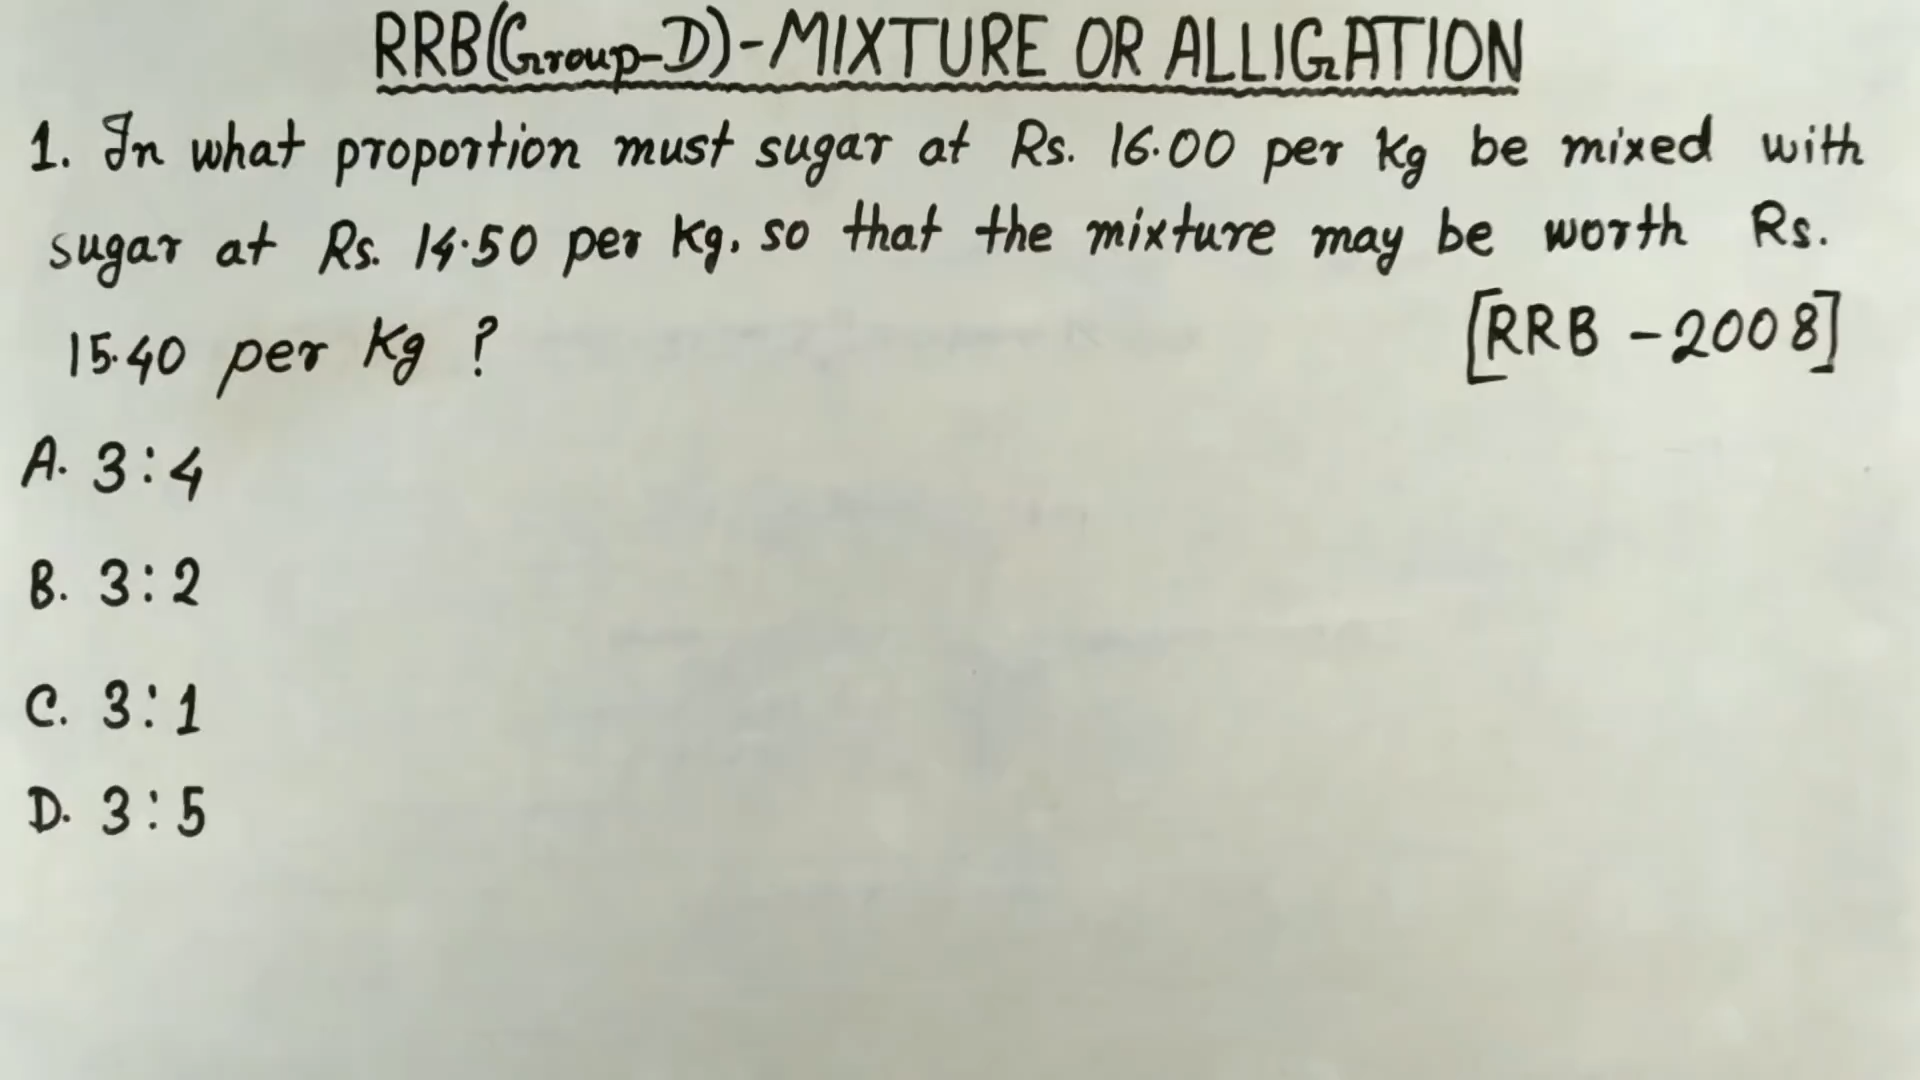 RRB(Group-D)-MIXTURE OR ALLIGATION
1. In what proportion must sugar at Rs. 16.00 per kg be mixed with
sugar at Rs. 14.50 per kg, so that the mixture may be worth Rs.
15.40 per kg ? [RRB -2008]
A. 3:4
B. 3:2
C. 3:1
D. 3:5